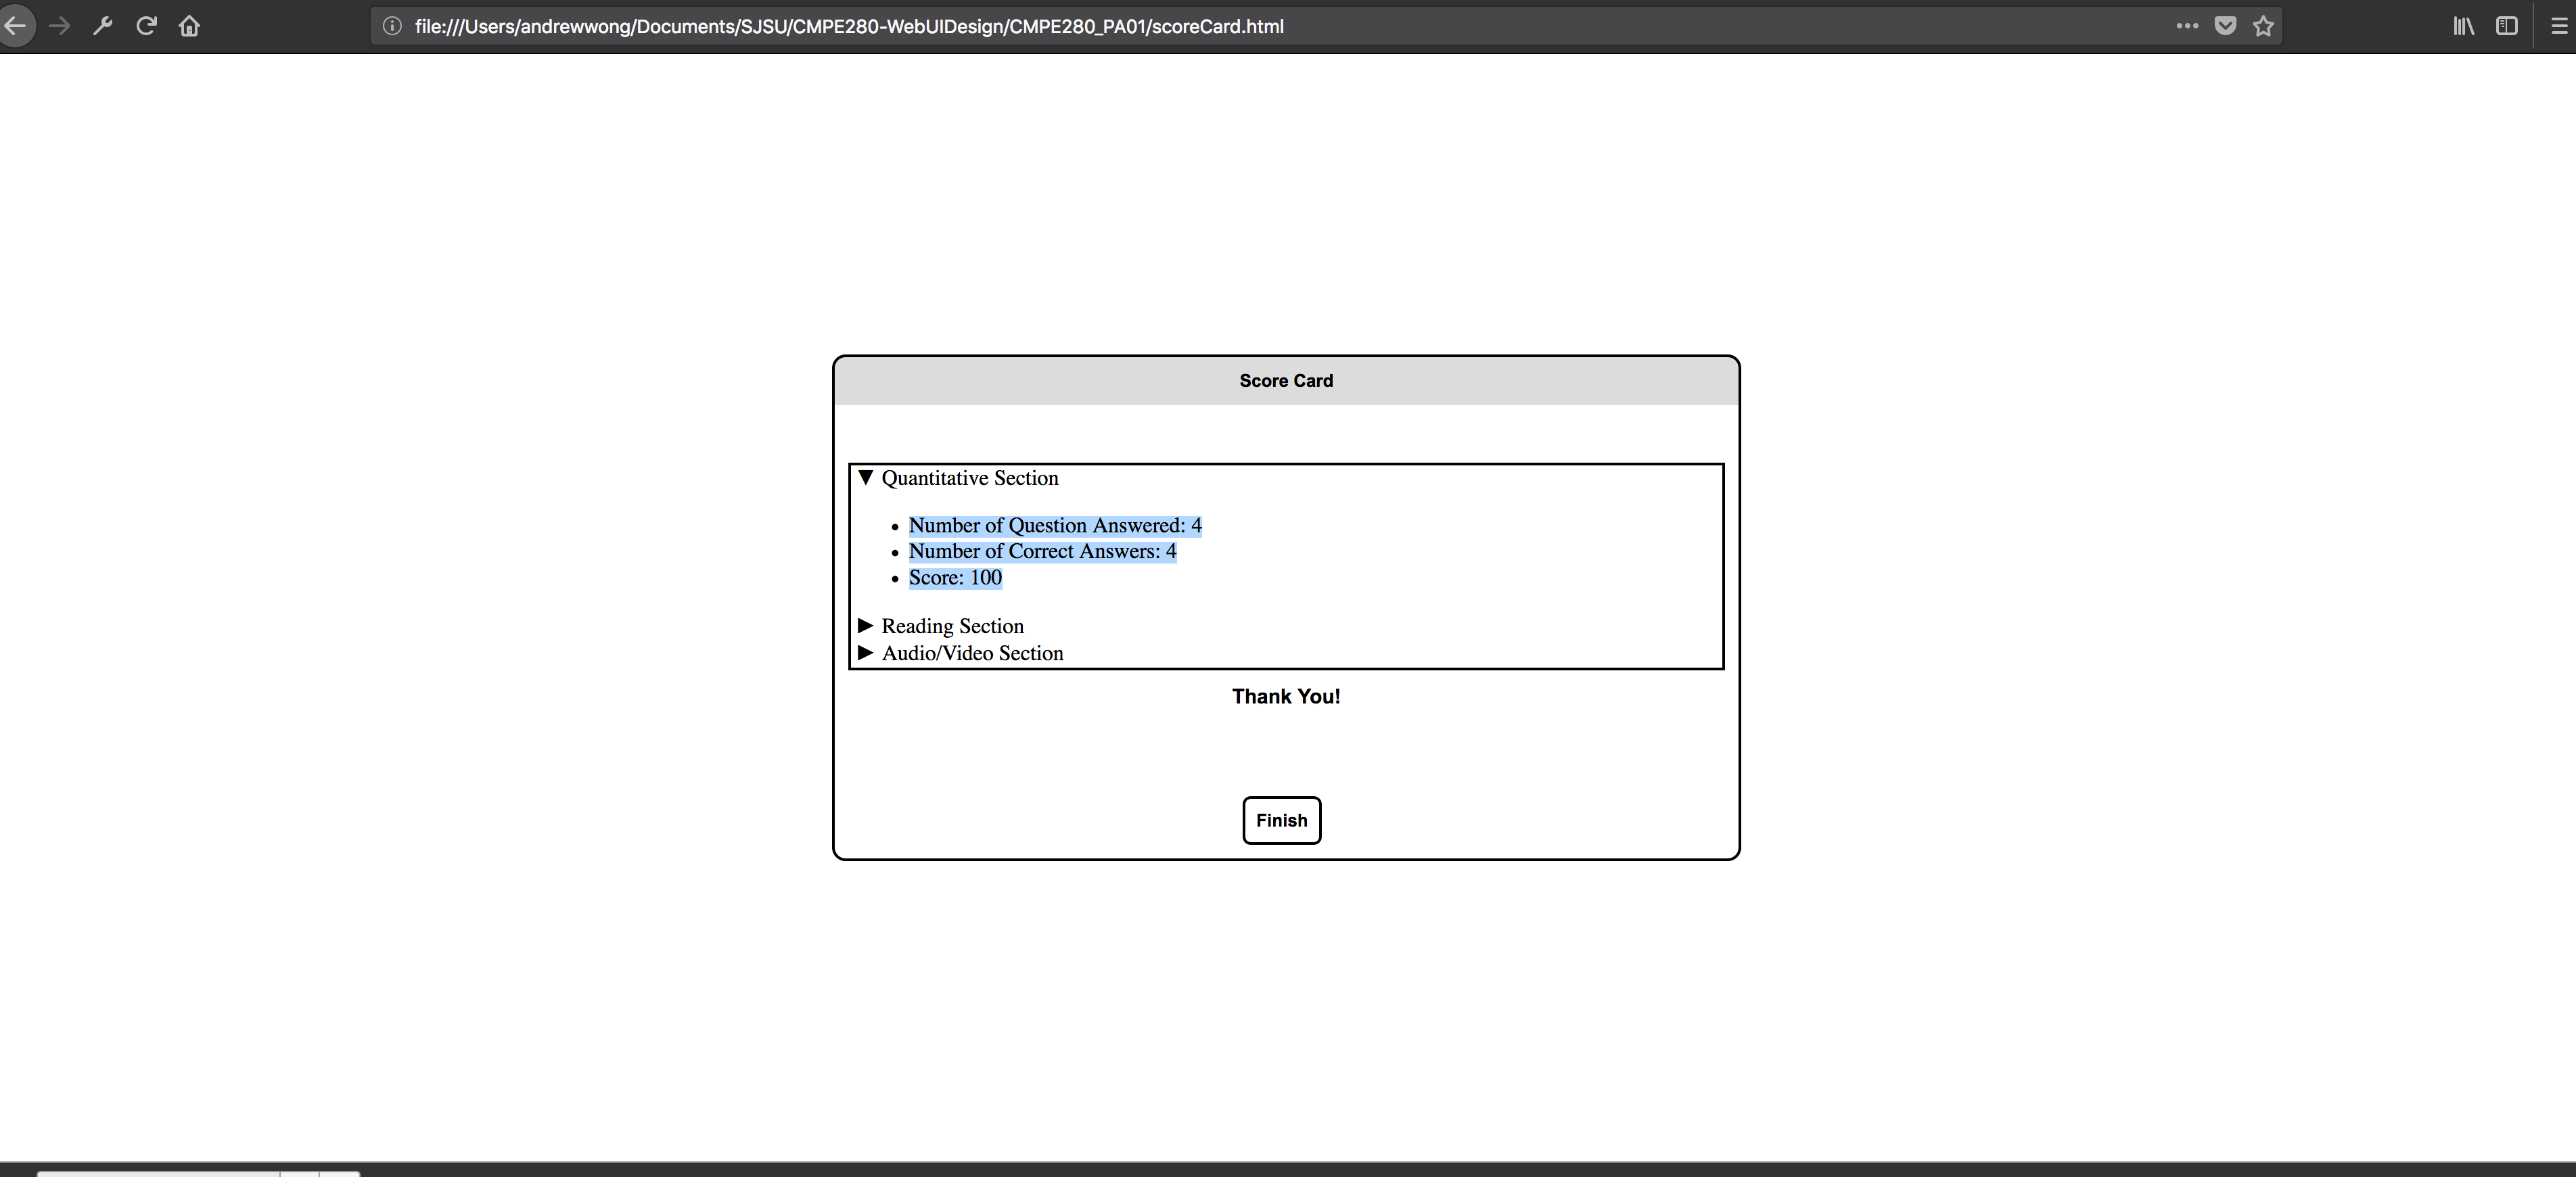 file:///Users/andrewwong/Documents/SJSU/CMPE280-WebUIDesign/CMPE280_PA01/scoreCard.html
Score Card
▼ Quantitative Section
• Number of Question Answered: 4
• Number of Correct Answers: 4
• Score: 100
▶ Reading Section
▶ Audio/Video Section
Thank You!
Finish